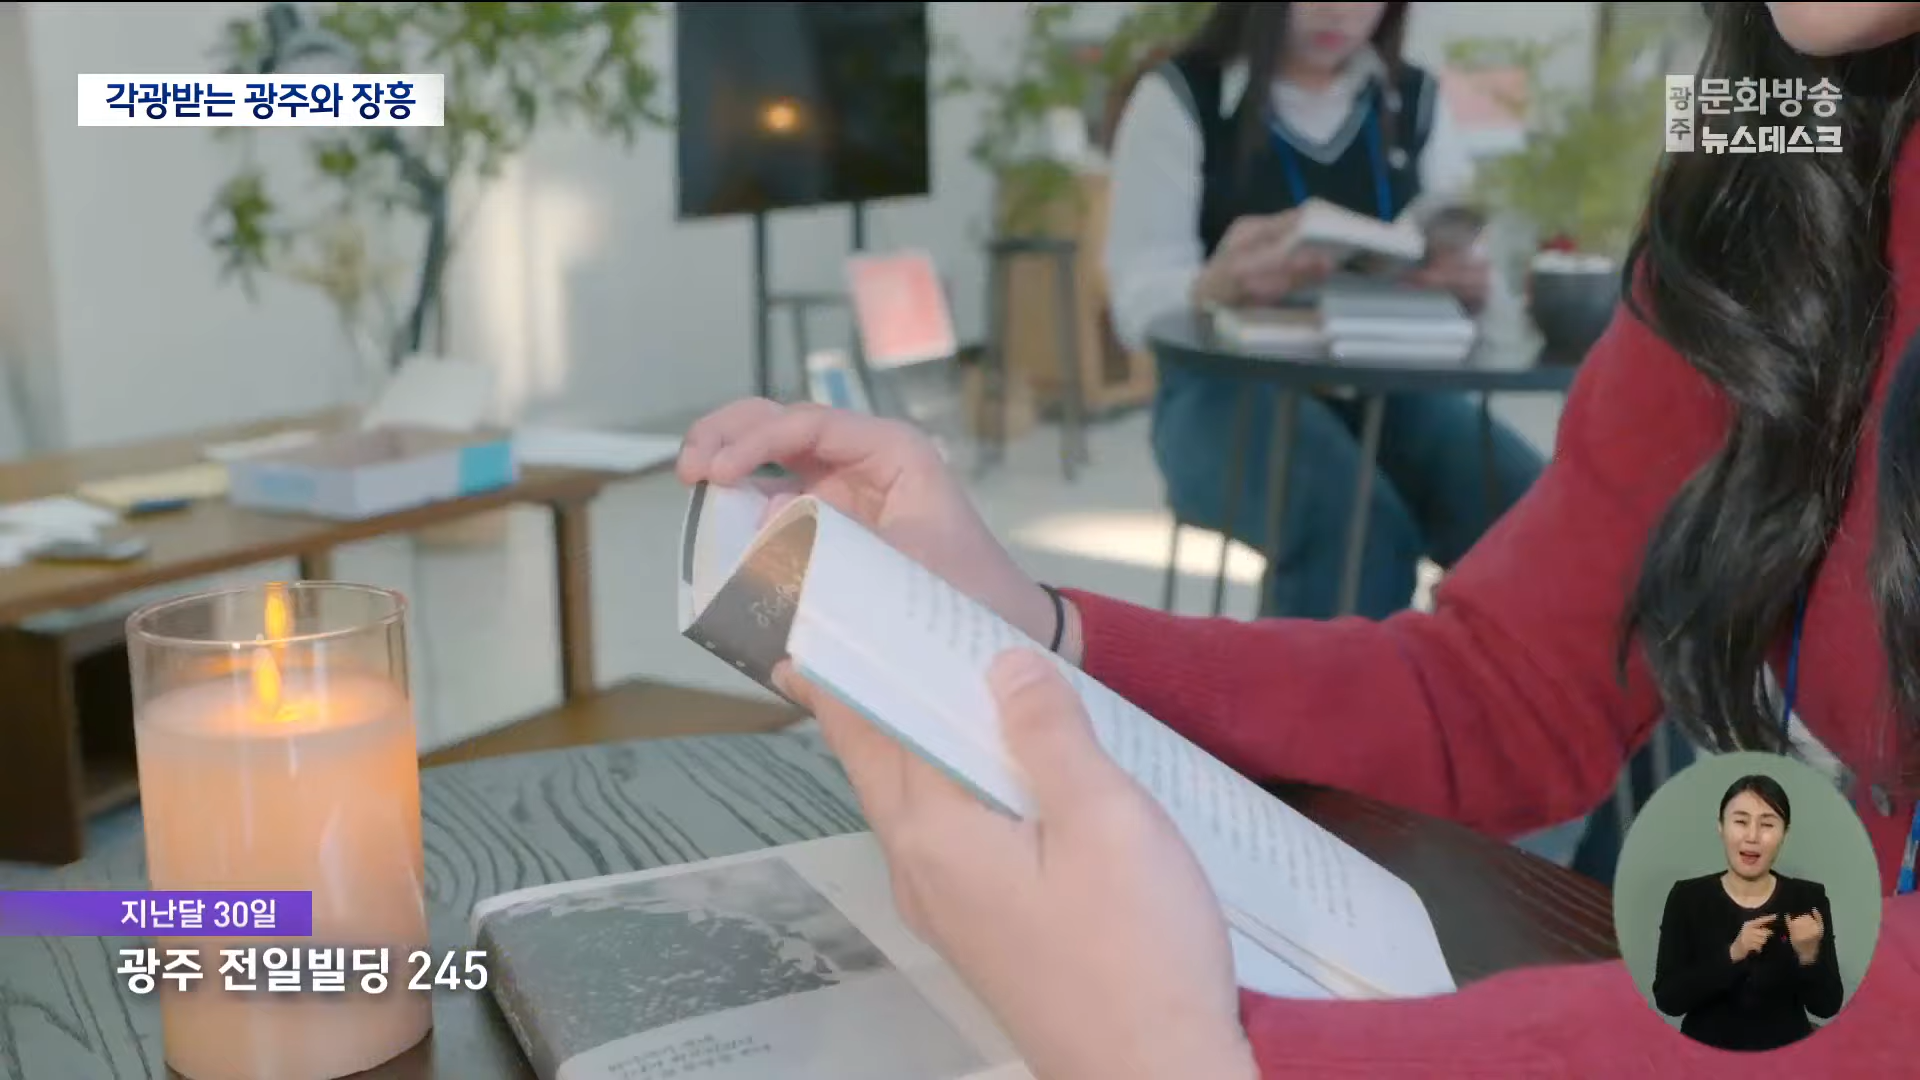 각광받는 광주와 장흥
광주
문화방송
뉴스데스크
지난달 30일
광주 전일빌딩 245